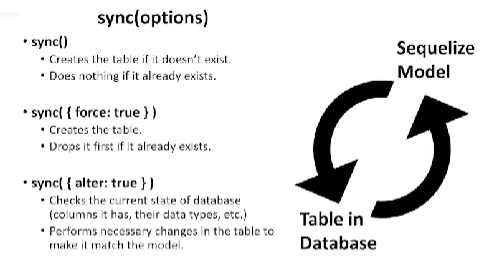 sync(options)
• sync()
• Creates the table if it doesn't exist.
• Does nothing if it already exists.
• sync( { force: true } )
• Creates the table.
• Drops it first if it already exists.
• sync( { alter: true } )
• Checks the current state of database
(columns it has, their data types, etc.)
• Performs necessary changes in the table to
make it match the model.
Sequelize
Model
Table in
Database